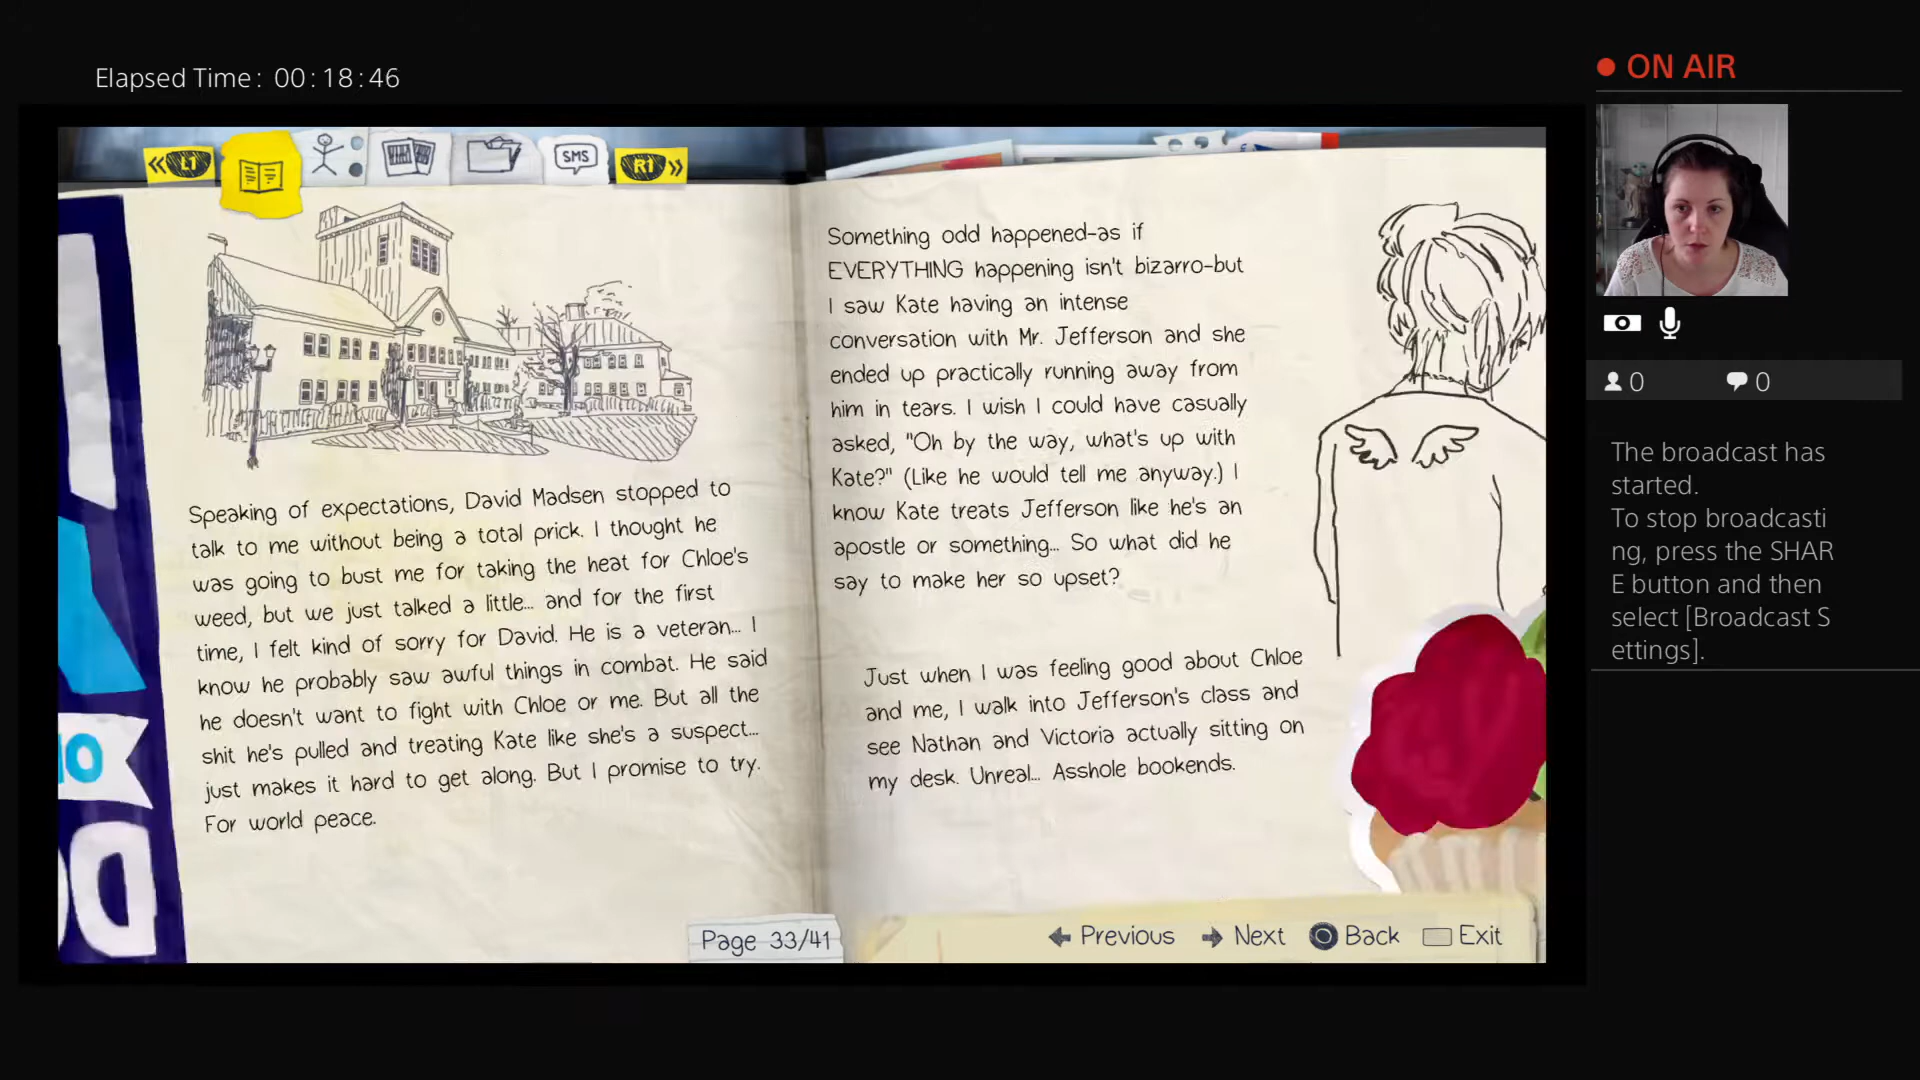 Elapsed Time: 00:18:46
ON AIR
L1
SMS
R1
Speaking of expectations, David Madsen stopped to
talk to me without being a total prick. I thought he
was going to bust me for taking the heat for Chloe's
weed, but we just talked a little... and for the first
time, I felt kind of sorry for David. He is a veteran... I
know he probably saw awful things in combat. He said
he doesn't want to fight with Chloe or me. But all the
shit he's pulled and treating Kate like she's a suspect...
just makes it hard to get along. But I promise to try.
For world peace.
Something odd happened-as if
EVERYTHING happening isn't bizarro-but
I saw Kate having an intense
conversation with Mr. Jefferson and she
ended up practically running away from
him in tears. I wish I could have casually
asked, "Oh by the way, what's up with
Kate?" (Like he would tell me anyway.) I
know Kate treats Jefferson like he's an
apostle or something... So what did he
say to make her so upset?
Just when I was feeling good about Chloe
and me, I walk into Jefferson's class and
see Nathan and Victoria actually sitting on
my desk. Unreal... Asshole bookends.
Page 33/41
Previous Next Back Exit
0 0
The broadcast has
started.
To stop broadcasti
ng, press the SHAR
E button and then
select [Broadcast S
ettings].